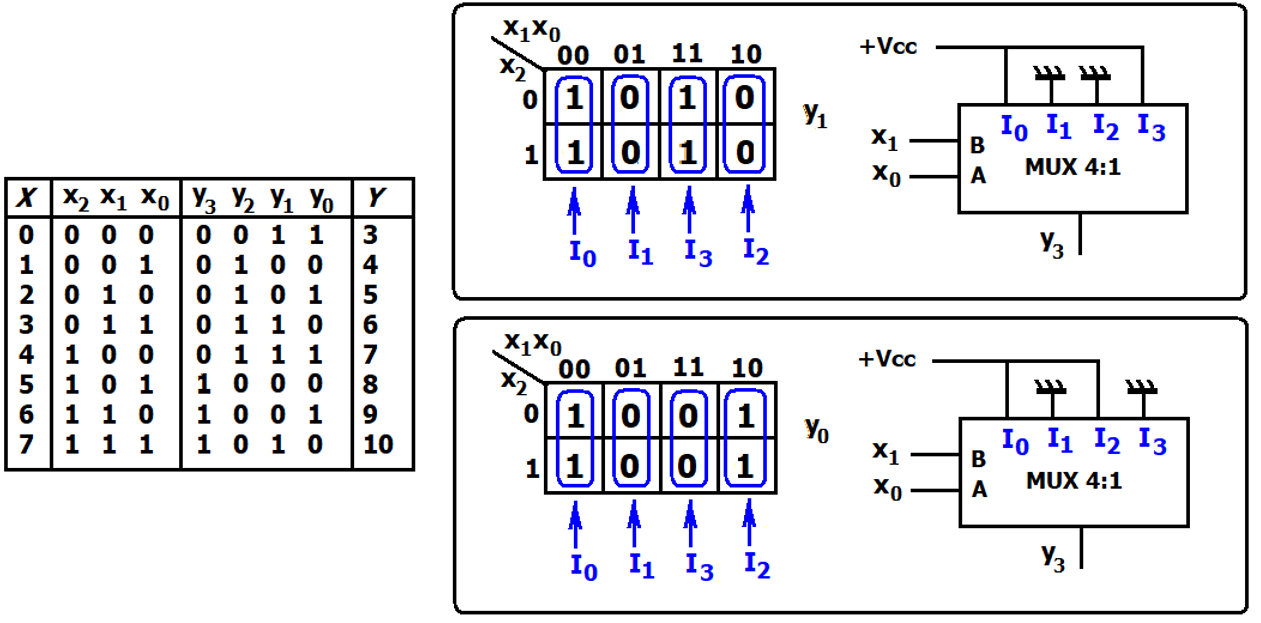 X x2 x1 x0 y3 y2 y1 y0 Y
0 0 0 0 0 0 1 1 3
1 0 0 1 0 1 0 0 4
2 0 1 0 0 1 0 1 5
3 0 1 1 0 1 1 0 6
4 1 0 0 0 1 1 1 7
5 1 0 1 1 0 0 0 8
6 1 1 0 1 0 0 1 9
7 1 1 1 1 0 1 0 10
x1x0
x2 00 01 11 10
0 1 0 1 0
1 1 0 1 0
I0 I1 I3 I2
y1
+Vcc
I0 I1 I2 I3
x1 B
MUX 4:1
x0 A
y3
x1x0
x2 00 01 11 10
0 1 0 0 1
1 1 0 0 1
I0 I1 I3 I2
y0
+Vcc
I0 I1 I2 I3
x1 B
MUX 4:1
x0 A
y3